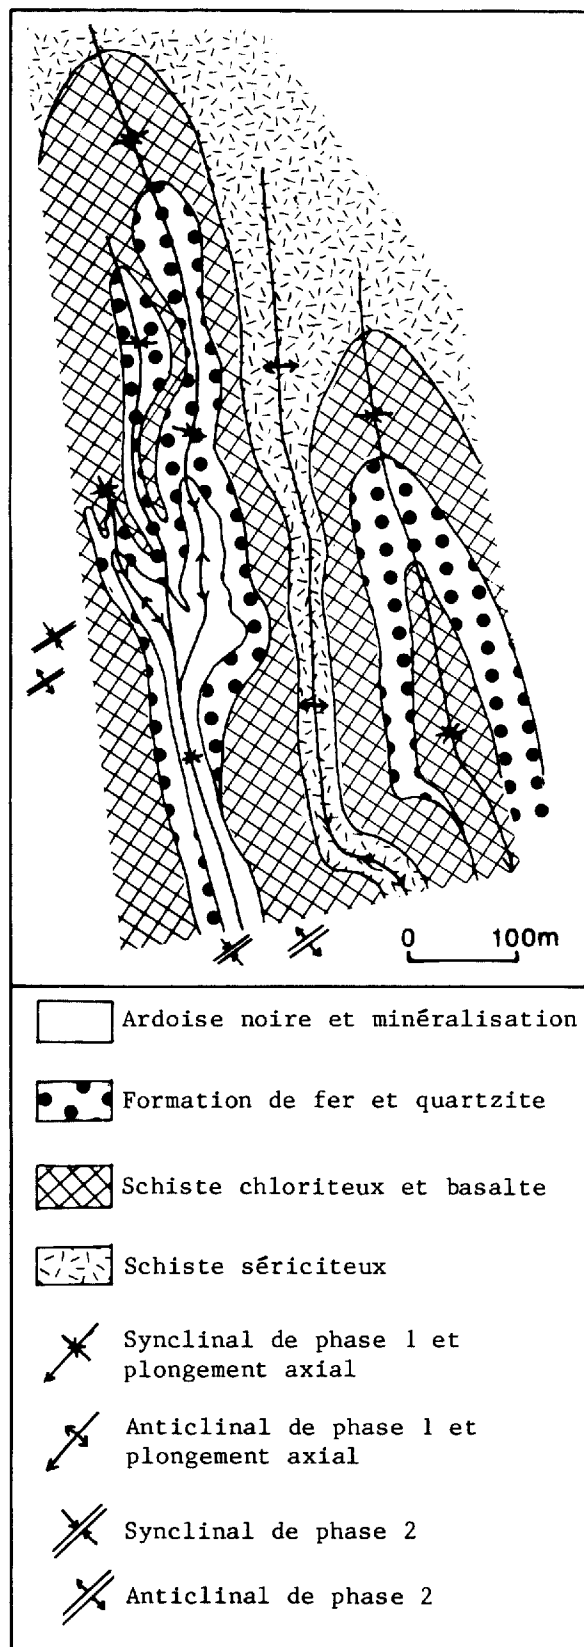 0 100m
Ardoise noire et minéralisation
Formation de fer et quartzite
Schiste chloriteux et basalte
Schiste sériciteux
Synclinal de phase 1 et
plongement axial
Anticlinal de phase 1 et
plongement axial
Synclinal de phase 2
Anticlinal de phase 2